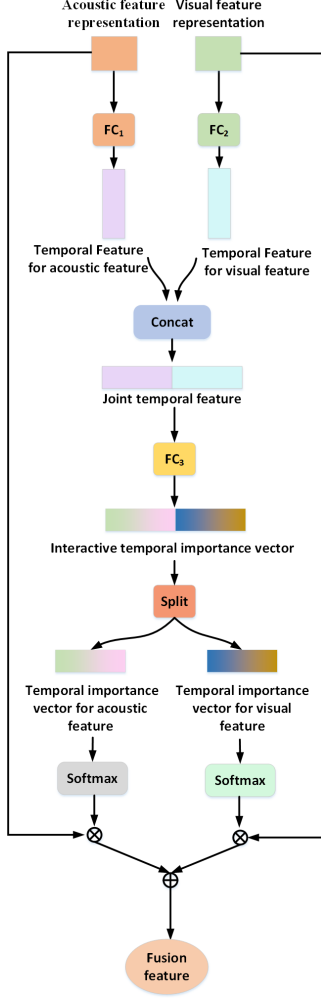 Acoustic feature
representation
Visual feature
representation
FC1
FC2
Temporal Feature
for acoustic feature
Temporal Feature
for visual feature
Concat
Joint temporal feature
FC3
Interactive temporal importance vector
Split
Temporal importance
vector for acoustic
feature
Temporal importance
vector for visual
feature
Softmax
Softmax
Fusion
feature